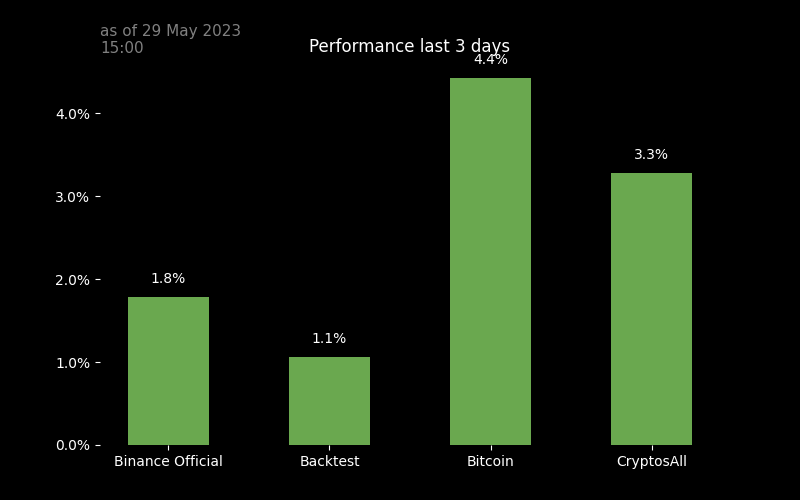 as of 29 May 2023
15:00
Performance last 3 days
4.4%
4.0%
3.3%
3.0%
2.0%
1.8%
1.1%
1.0%
0.0%
Binance Official
Backtest
Bitcoin
CryptosAll